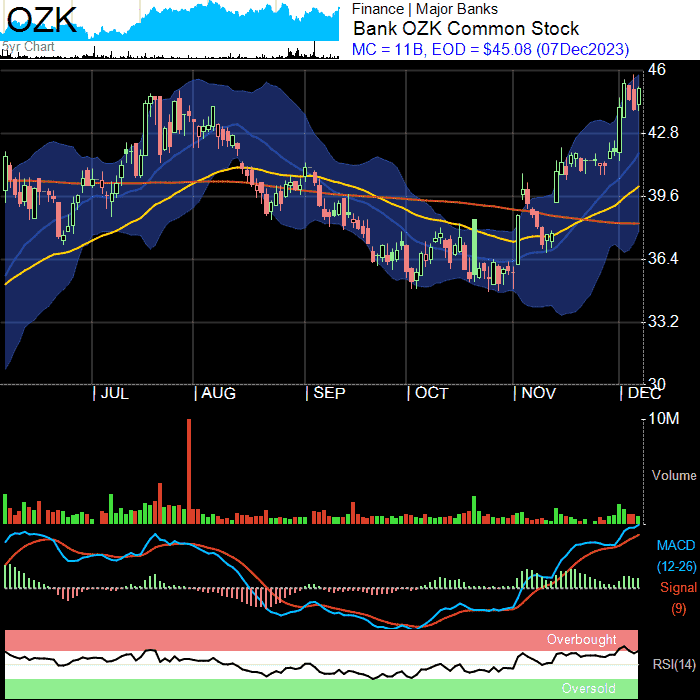 OZK
5yr Chart
Finance | Major Banks
Bank OZK Common Stock
MC = 11B, EOD = $45.08 (07Dec2023)
46
42.8
39.6
36.4
33.2
30
| JUL | AUG | SEP | OCT | NOV | DEC
10M
Volume
MACD
(12-26)
Signal
(9)
Overbought
RSI(14)
Oversold